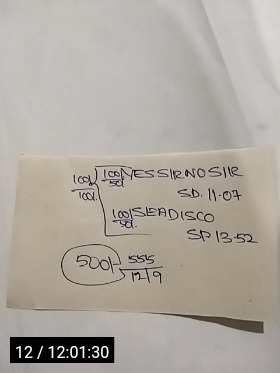 100/ 100/ YESSIRNOSIR
100/. 50/.
SD. 11-07
100/ SEADISCO
50/.
SP 13-52
500/- 555
12/9
12 / 12:01:30